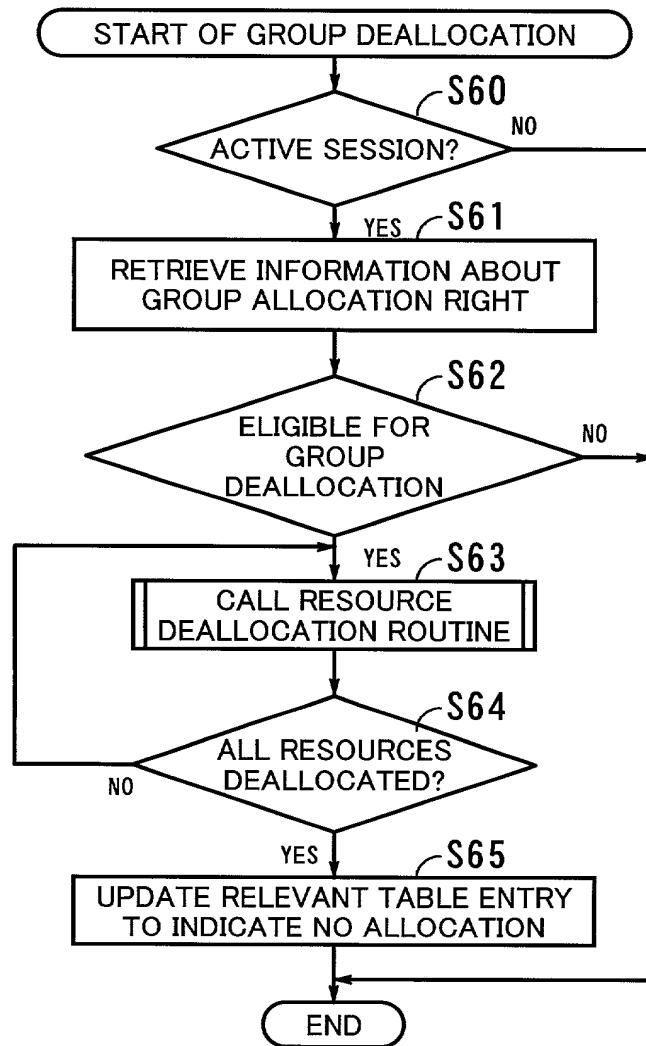 START OF GROUP DEALLOCATION
S60
NO
ACTIVE SESSION?
YES
S61
RETRIEVE INFORMATION ABOUT
GROUP ALLOCATION RIGHT
S62
ELIGIBLE FOR
GROUP
DEALLOCATION
NO
YES
S63
CALL RESOURCE
DEALLOCATION ROUTINE
S64
ALL RESOURCES
DEALLOCATED?
NO
YES
S65
UPDATE RELEVANT TABLE ENTRY
TO INDICATE NO ALLOCATION
END